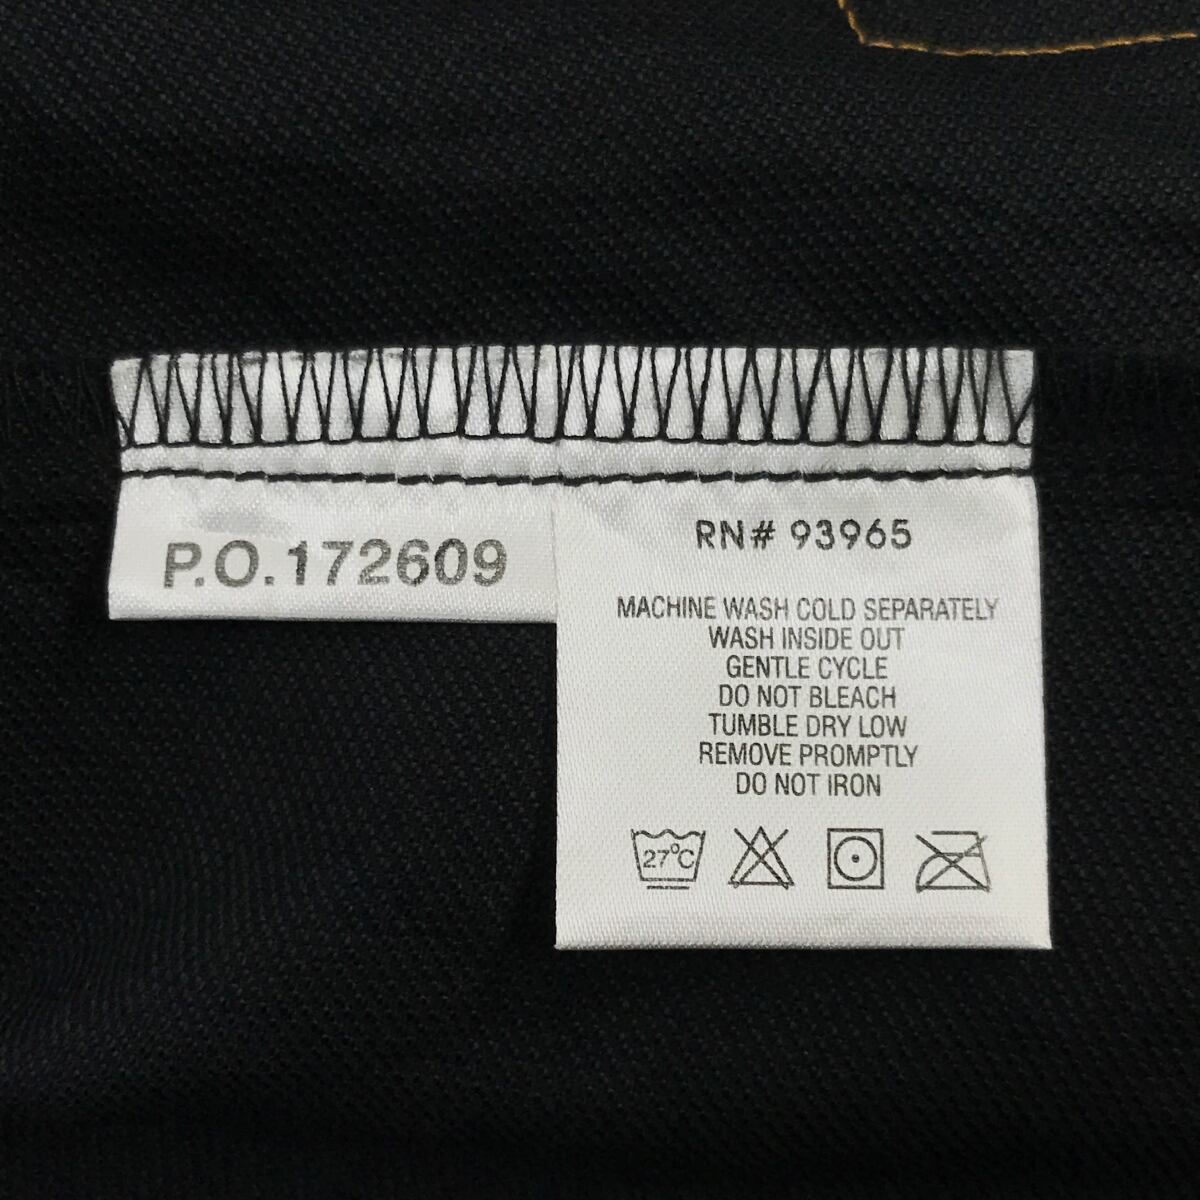 P.O.172609
RN# 93965
MACHINE WASH COLD SEPARATELY
WASH INSIDE OUT
GENTLE CYCLE
DO NOT BLEACH
TUMBLE DRY LOW
REMOVE PROMPTLY
DO NOT IRON
27°C